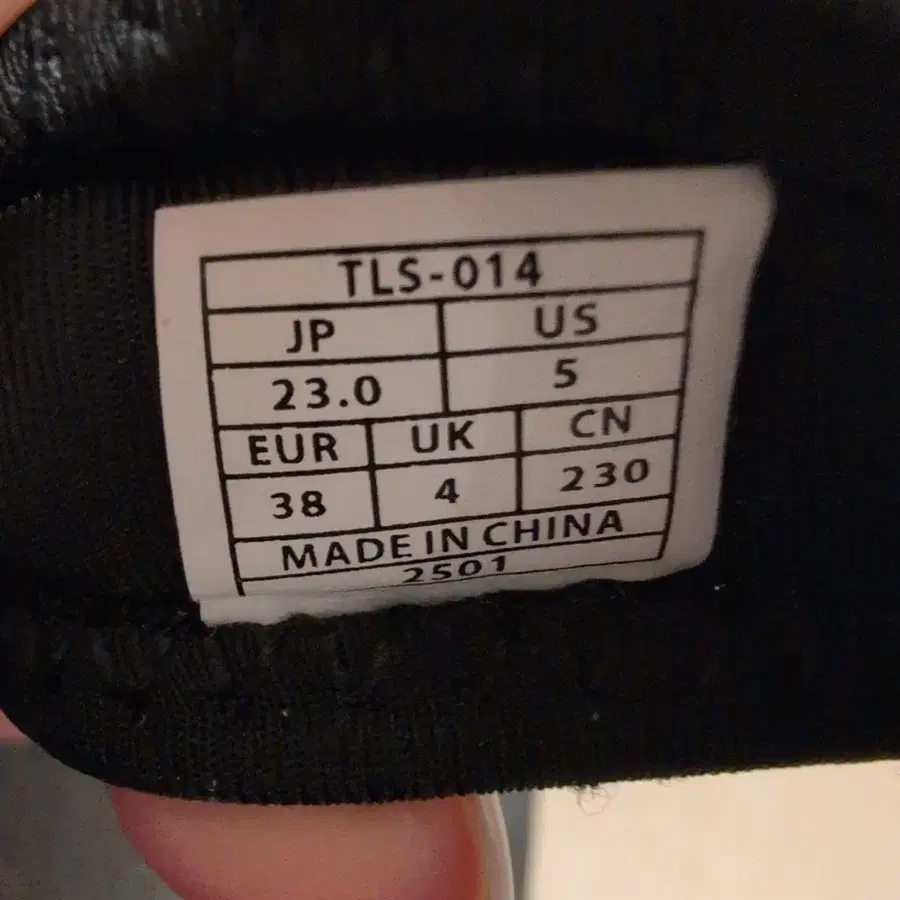 TLS-014
JP US
23.0 5
EUR UK CN
38 4 230
MADE IN CHINA
2501